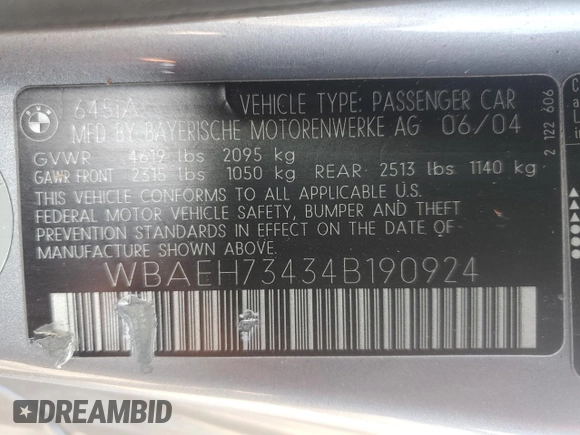 BMW
645iA VEHICLE TYPE: PASSENGER CAR
MFD BY BAYERISCHE MOTORENWERKE AG 06/04
GVWR 4619 lbs 2095 kg
GAWR FRONT 2315 lbs 1050 kg REAR 2513 lbs 1140 kg
THIS VEHICLE CONFORMS TO ALL APPLICABLE U.S.
FEDERAL MOTOR VEHICLE SAFETY, BUMPER AND THEFT
PREVENTION STANDARDS IN EFFECT ON THE DATE OF
MANUFACTURE SHOWN ABOVE.
WBAEH73434B190924
2 122 606
DREAMBID